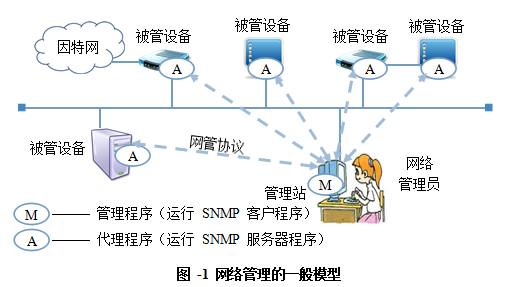 因特网
被管设备
被管设备
被管设备
被管设备
A
A
A
A
被管设备
A
网管协议
管理站
M
网络
管理员
M 管理程序（运行 SNMP 客户程序）
A 代理程序（运行 SNMP 服务器程序）
图 -1 网络管理的一般模型